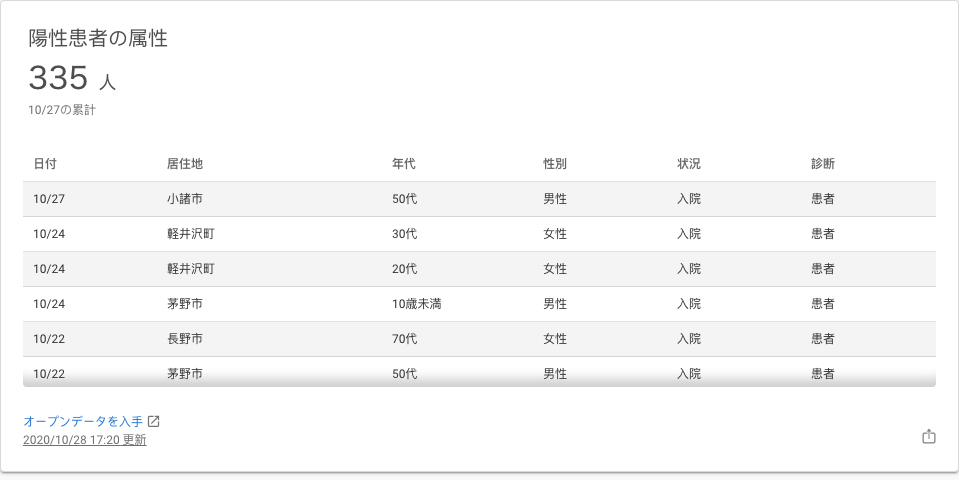 陽性患者の属性
335 人
10/27の累計
日付 居住地 年代 性別 状況 診断
10/27 小諸市 50代 男性 入院 患者
10/24 軽井沢町 30代 女性 入院 患者
10/24 軽井沢町 20代 女性 入院 患者
10/24 茅野市 10歳未満 男性 入院 患者
10/22 長野市 70代 女性 入院 患者
10/22 茅野市 50代 男性 入院 患者
オープンデータを入手
2020/10/28 17:20 更新